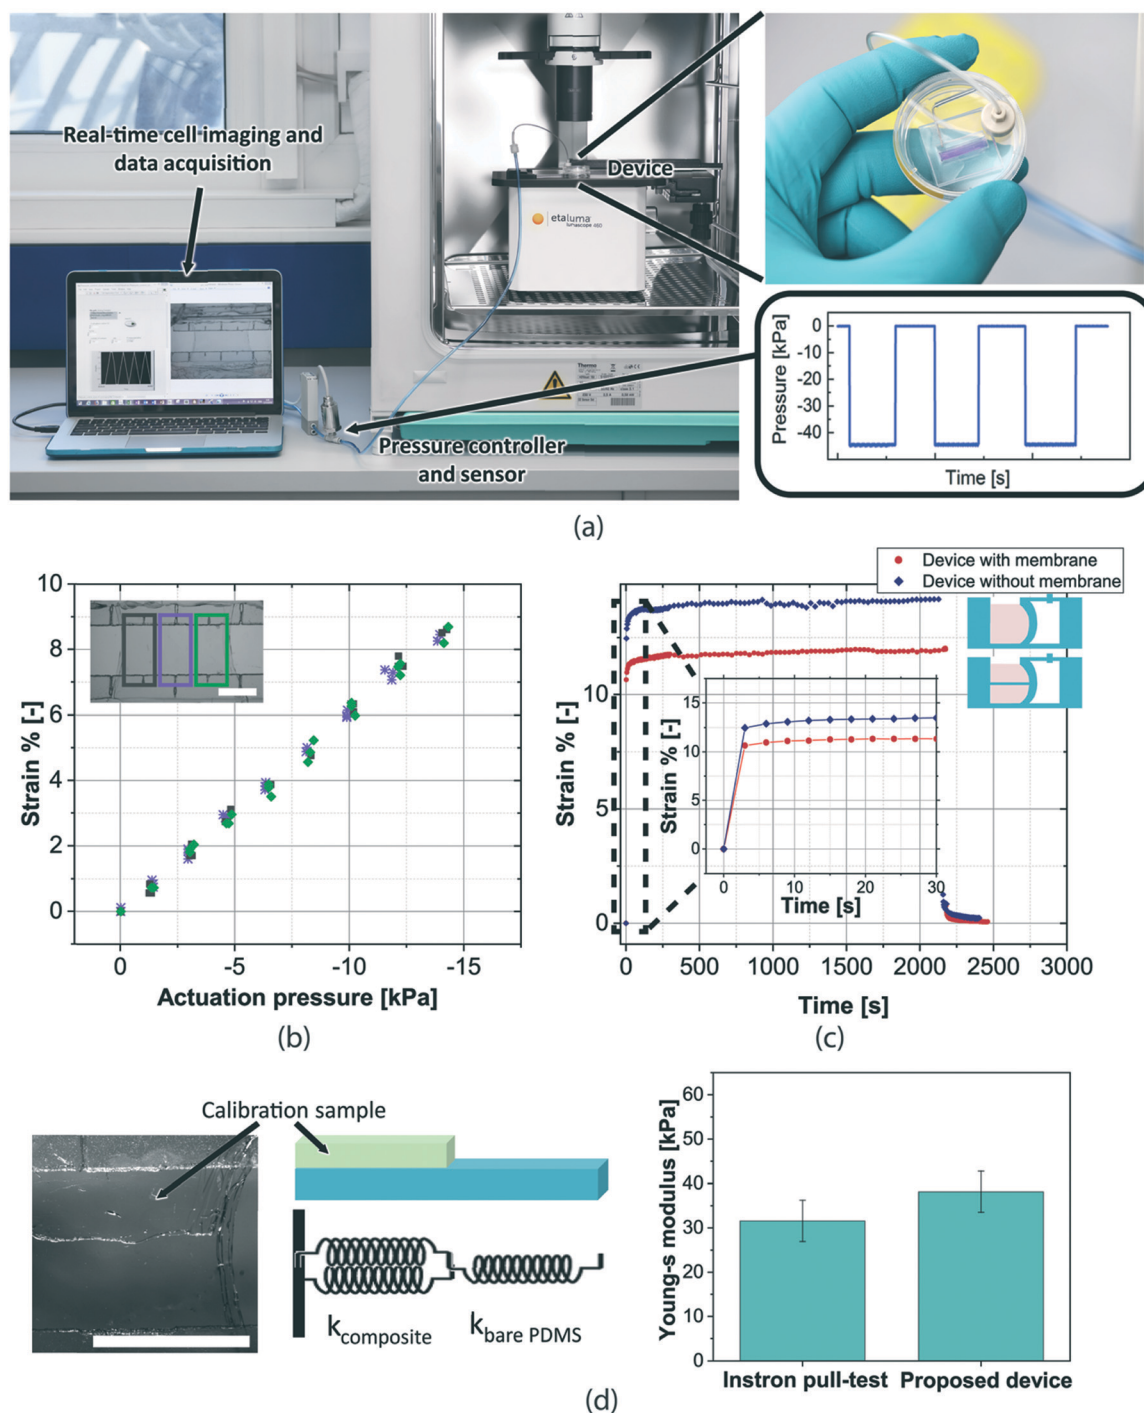 Real-time cell imaging and
data acquisition
Device
etaluma
Pressure controller
and sensor
Thermo
Pressure [kPa]
0
-10
-20
-30
-40
Time [s]
(a)
10
8
6
4
2
0
Strain % [-]
0
-5
-10
-15
Actuation pressure [kPa]
(b)
Device with membrane
Device without membrane
10
5
0
Strain % [-]
15
10
5
0
Strain % [-]
0
10
20
30
Time [s]
0
500
1000
1500
2000
2500
3000
Time [s]
(c)
Calibration sample
k composite
k bare PDMS
60
50
40
30
20
10
0
Young-s modulus [kPa]
Instron pull-test
Proposed device
(d)